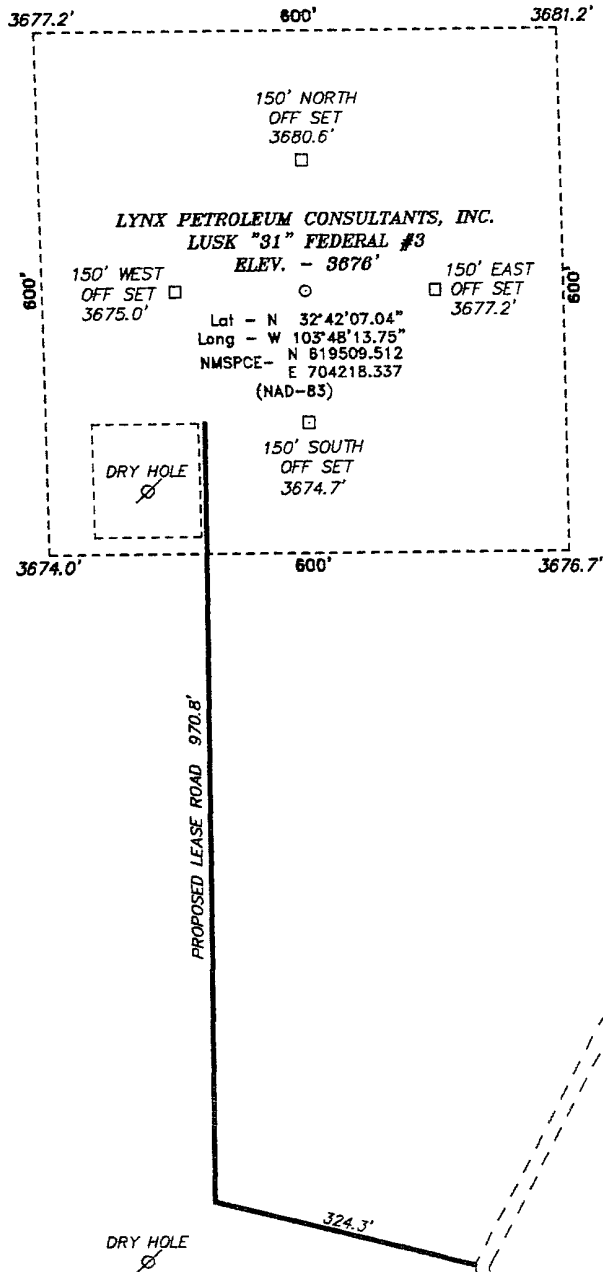 3677.2' 600' 3681.2'
150' NORTH
OFF SET
3680.6'
LYNX PETROLEUM CONSULTANTS, INC.
LUSK "31" FEDERAL #3
ELEV. - 3676'
600'
150' WEST
OFF SET
3675.0'
150' EAST
OFF SET
3677.2'
600'
Lat - N 32°42'07.04"
Long - W 103°48'13.75"
NMSPCE- N 619509.512
E 704218.337
(NAD-83)
150' SOUTH
OFF SET
3674.7'
DRY HOLE
3674.0' 600' 3676.7'
PROPOSED LEASE ROAD 970.8'
324.3'
DRY HOLE